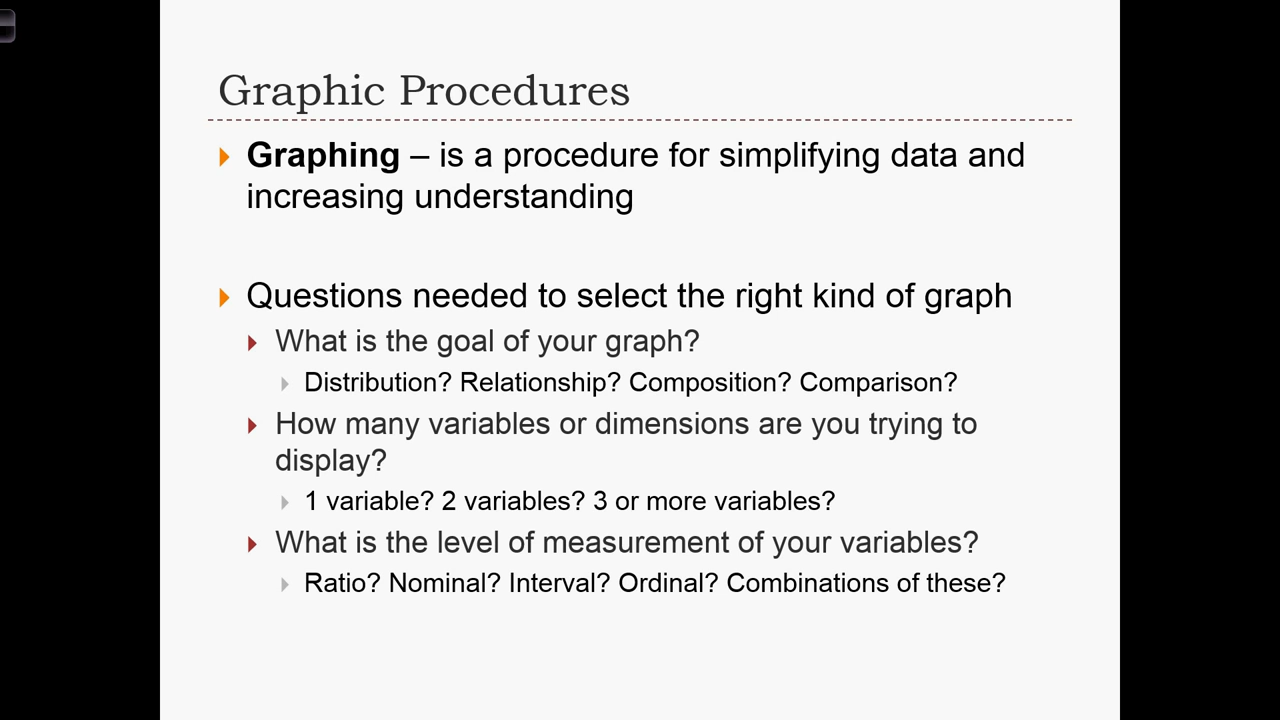 Graphic Procedures
Graphing – is a procedure for simplifying data and
increasing understanding
Questions needed to select the right kind of graph
What is the goal of your graph?
Distribution? Relationship? Composition? Comparison?
How many variables or dimensions are you trying to
display?
1 variable? 2 variables? 3 or more variables?
What is the level of measurement of your variables?
Ratio? Nominal? Interval? Ordinal? Combinations of these?